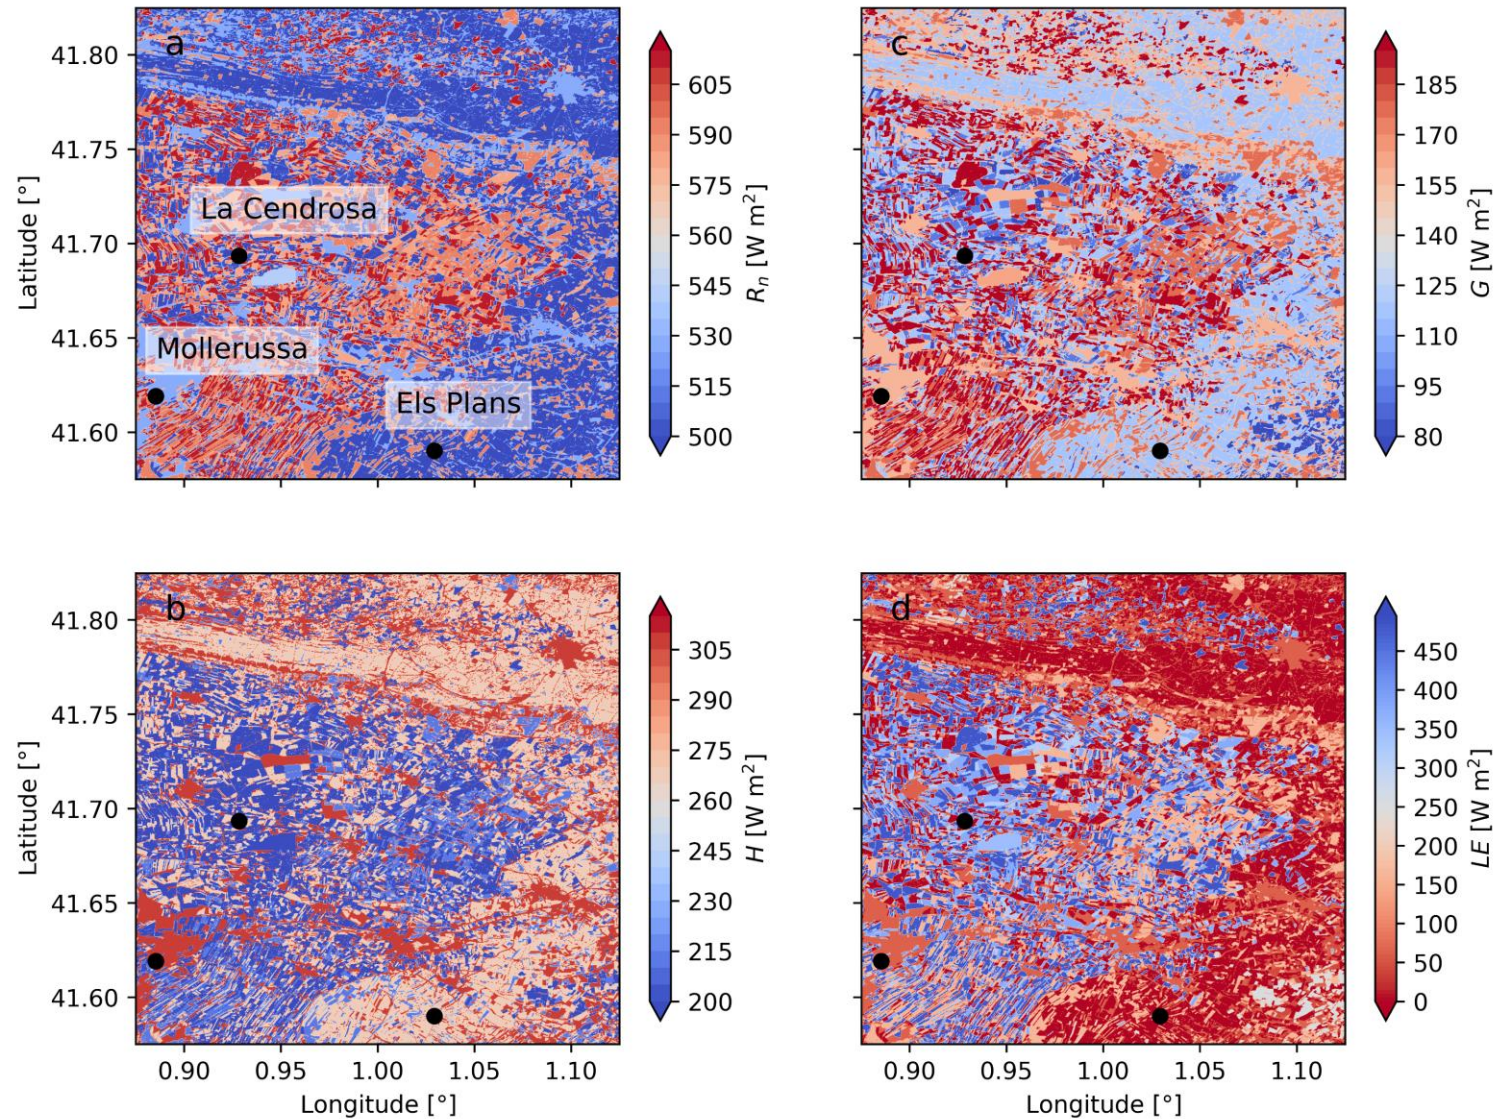 a
c
41.80
41.75
41.70
41.65
41.60
Latitude [°]
La Cendrosa
Mollerussa
Els Plans
605
590
575
560
545
530
515
500
R_n [W m²]
185
170
155
140
125
110
95
80
G [W m²]
b
d
41.80
41.75
41.70
41.65
41.60
Latitude [°]
305
290
275
260
245
230
215
200
H [W m²]
450
400
350
300
250
200
150
100
50
0
LE [W m²]
0.90 0.95 1.00 1.05 1.10
Longitude [°]
0.90 0.95 1.00 1.05 1.10
Longitude [°]